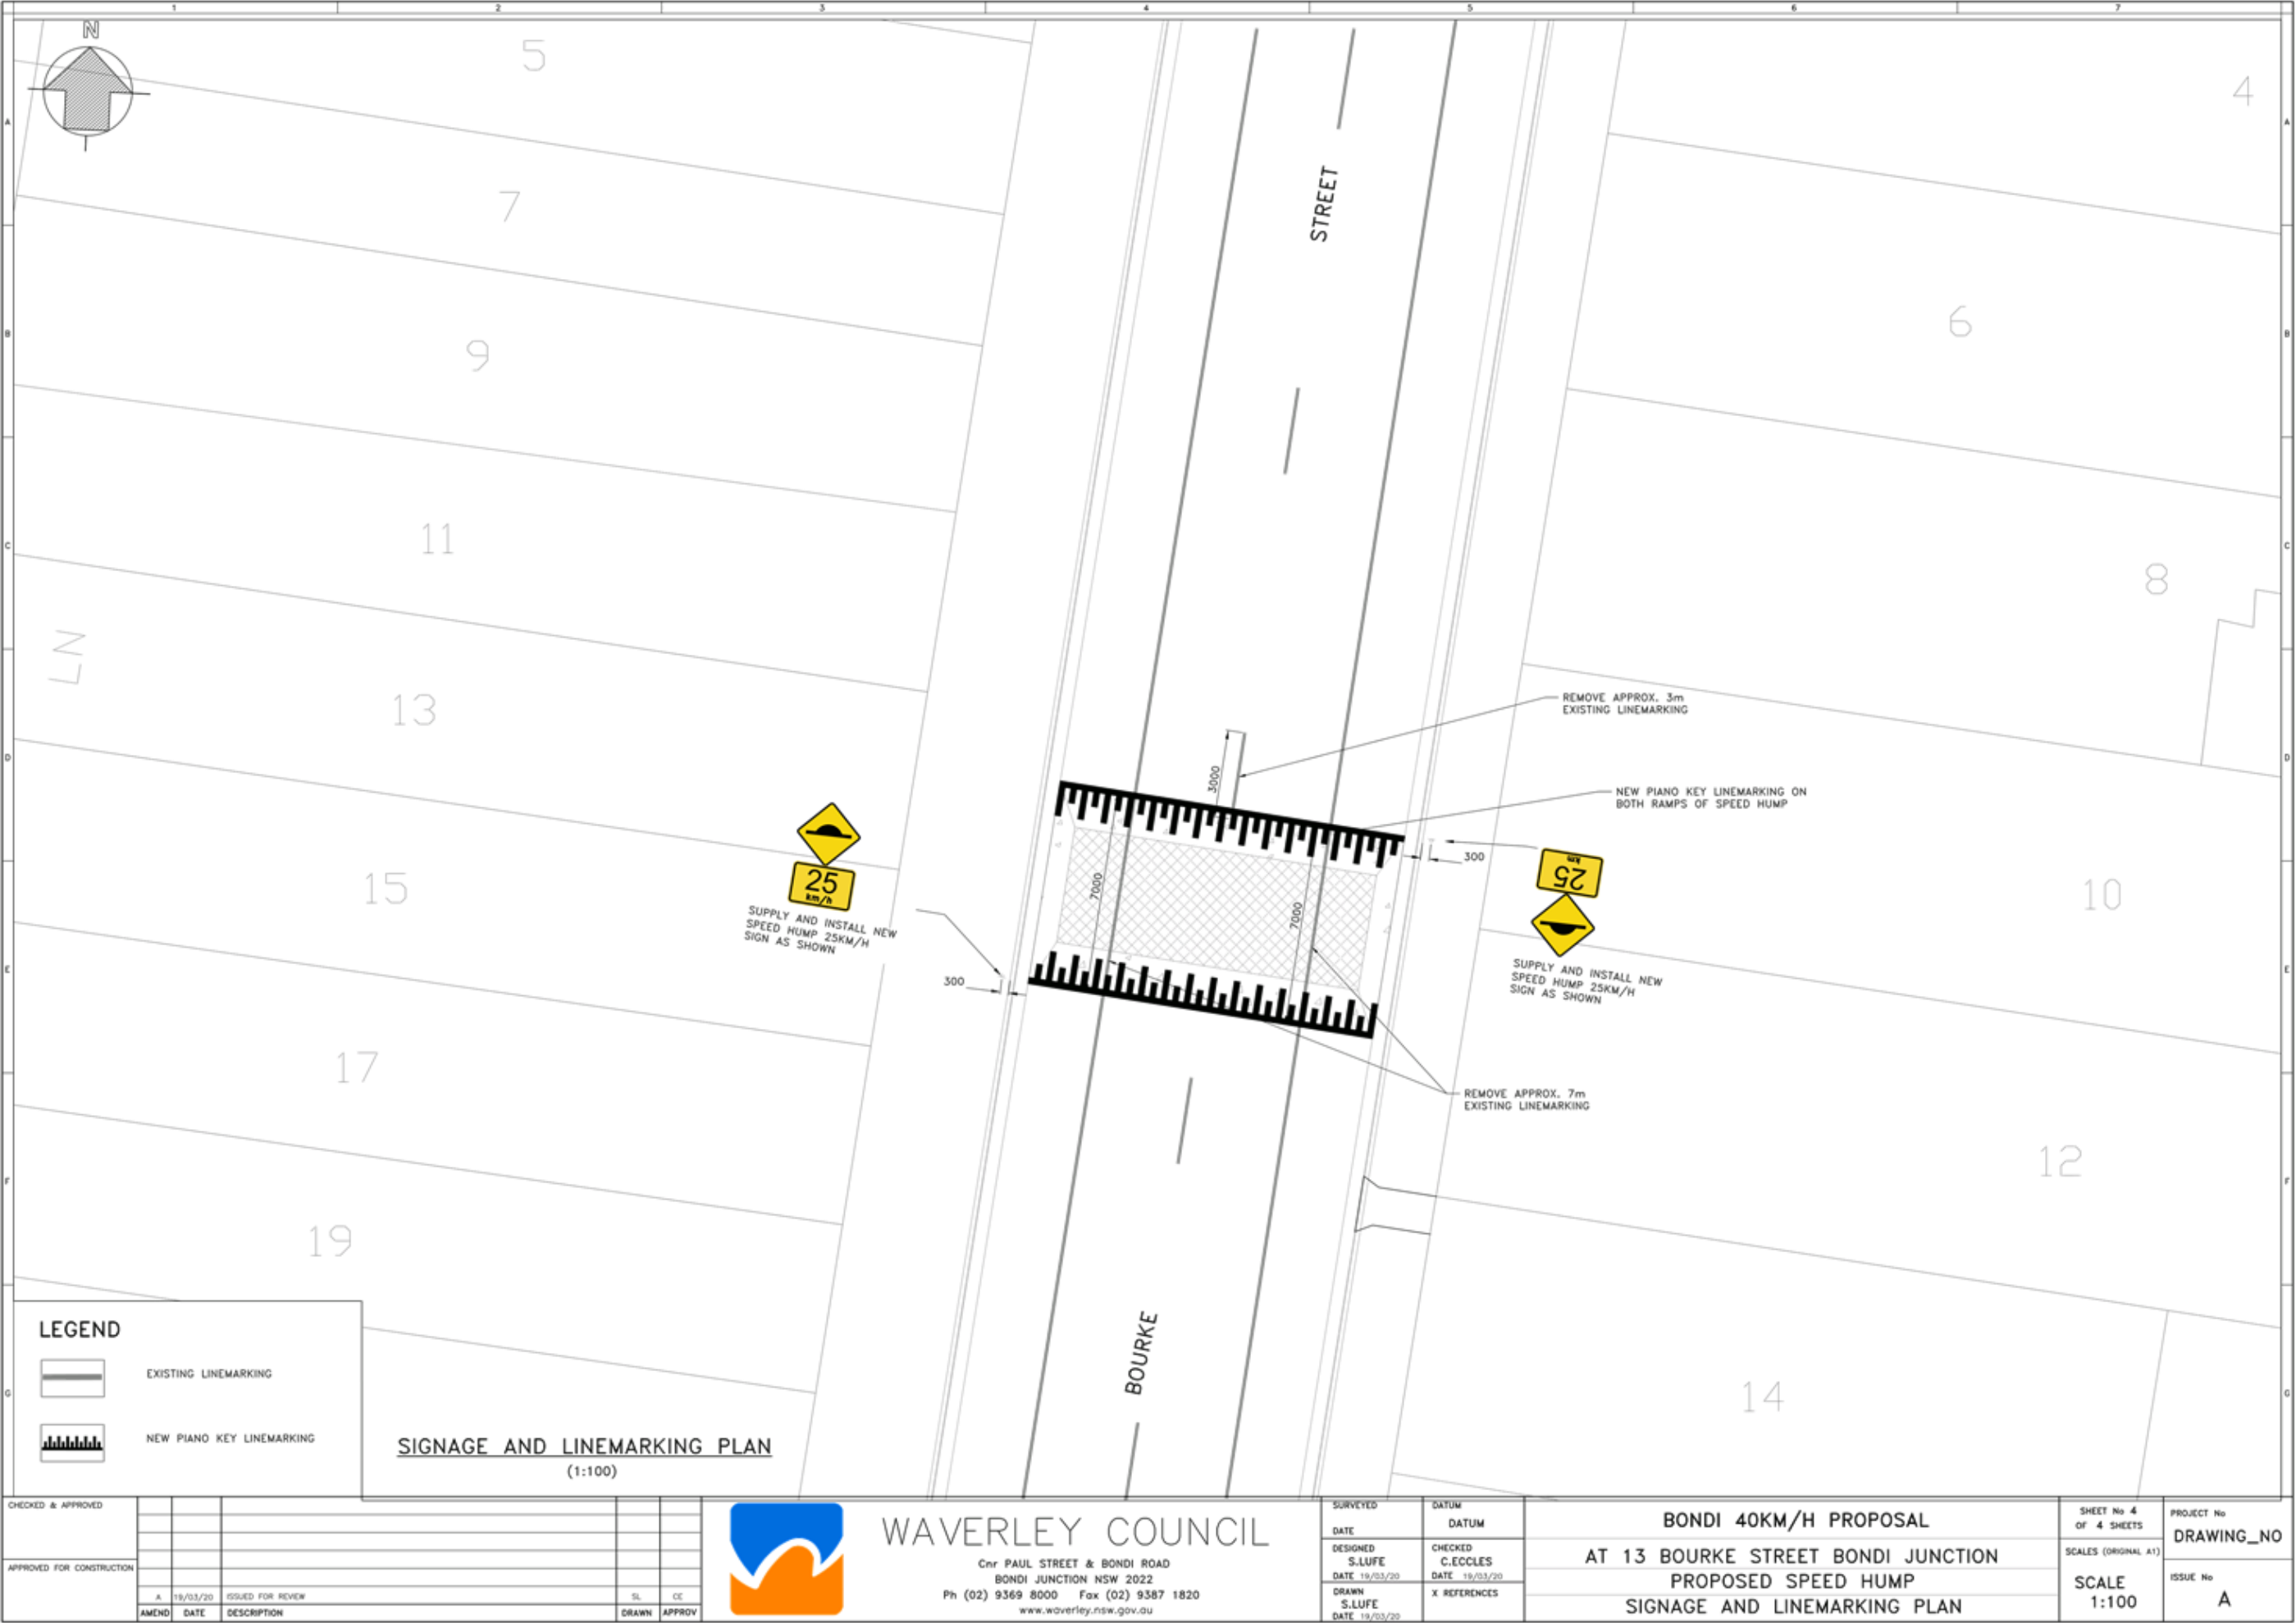 1 2 3 4 5 6 7
N
5
4
A
A
STREET
7
6
B
B
9
11
C
C
8
LN
13
REMOVE APPROX. 3m
EXISTING LINEMARKING
D
D
3000
NEW PIANO KEY LINEMARKING ON
BOTH RAMPS OF SPEED HUMP
300
25
km/h
SUPPLY AND INSTALL NEW
SPEED HUMP 25KM/H
SIGN AS SHOWN
15
7000
7000
25
km
10
SUPPLY AND INSTALL NEW
SPEED HUMP 25KM/H
SIGN AS SHOWN
E
E
300
17
REMOVE APPROX. 7m
EXISTING LINEMARKING
12
F
F
19
BOURKE
LEGEND
EXISTING LINEMARKING
NEW PIANO KEY LINEMARKING
G
G
14
SIGNAGE AND LINEMARKING PLAN
(1:100)
CHECKED & APPROVED
APPROVED FOR CONSTRUCTION
A 19/03/20 ISSUED FOR REVIEW SL CE
AMEND DATE DESCRIPTION DRAWN APPROV
WAVERLEY COUNCIL
Cnr PAUL STREET & BONDI ROAD
BONDI JUNCTION NSW 2022
Ph (02) 9369 8000 Fax (02) 9387 1820
www.waverley.nsw.gov.au
SURVEYED
DATE
DATUM
DATUM
DESIGNED
S.LUFE
DATE 19/03/20
CHECKED
C.ECCLES
DATE 19/03/20
DRAWN
S.LUFE
DATE 19/03/20
X REFERENCES
BONDI 40KM/H PROPOSAL
AT 13 BOURKE STREET BONDI JUNCTION
PROPOSED SPEED HUMP
SIGNAGE AND LINEMARKING PLAN
SHEET No 4
OF 4 SHEETS
SCALES (ORIGINAL A1)
SCALE
1:100
PROJECT No
DRAWING_NO
ISSUE No
A